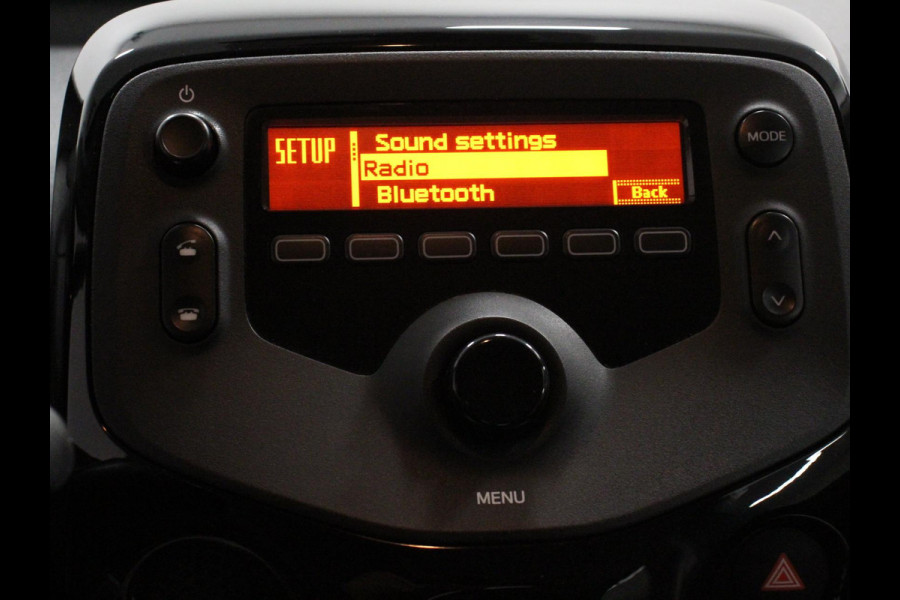 SETUP
Sound settings
Radio
Bluetooth
Back
MODE
MENU